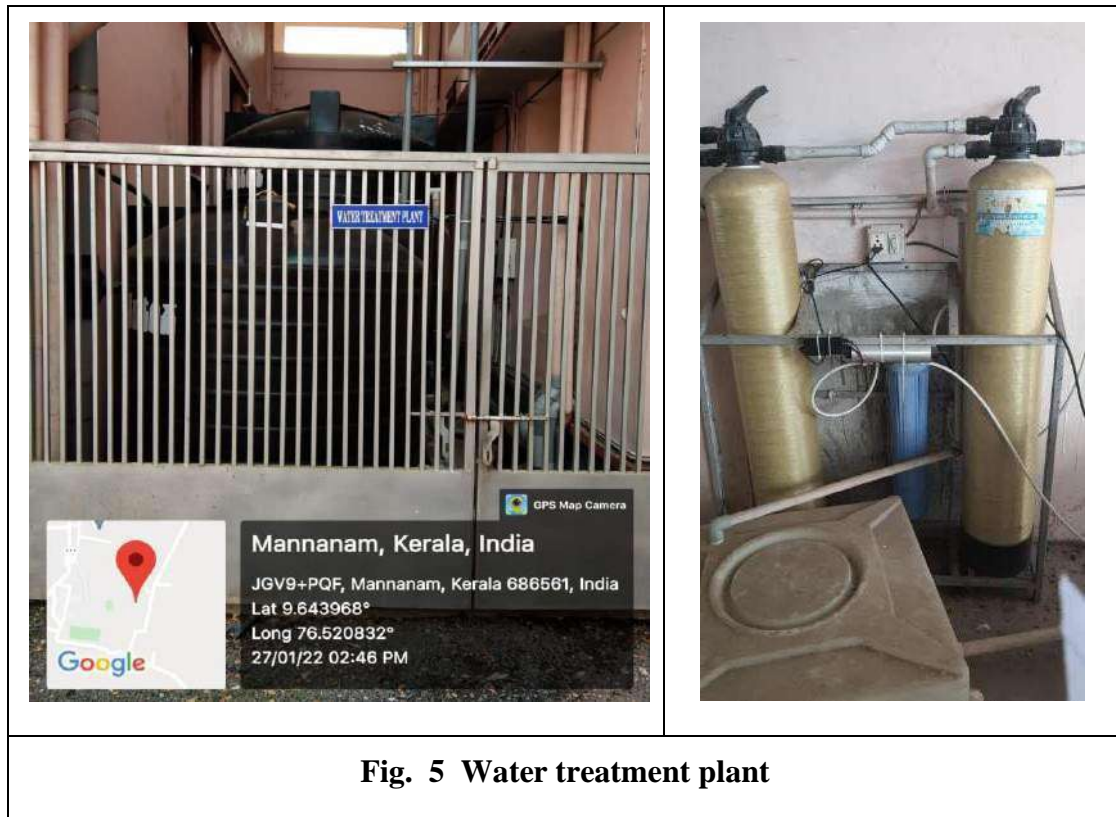 WATER TREATMENT PLANT
GPS Map Camera
Mannanam, Kerala, India
JGV9+PQF, Mannanam, Kerala 686561, India
Lat 9.643968°
Long 76.520832°
27/01/22 02:46 PM
Google
Fig. 5 Water treatment plant